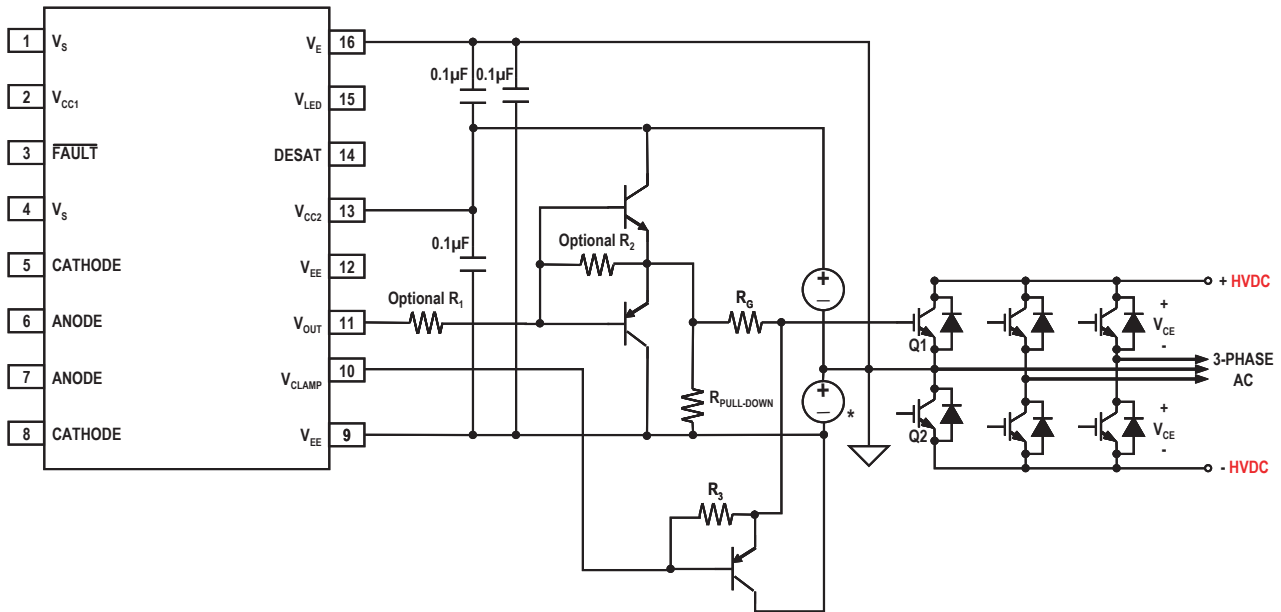 1 V_S
2 V_CC1
3 FAULT
4 V_S
5 CATHODE
6 ANODE
7 ANODE
8 CATHODE
V_E 16
V_LED 15
DESAT 14
V_CC2 13
V_EE 12
V_OUT 11
V_CLAMP 10
V_EE 9
0.1µF 0.1µF
0.1µF
Optional R_1
Optional R_2
R_G
R_PULL-DOWN
R_3
+
–
+
–
*
Q1
Q2
+ HVDC
+
V_CE
-
3-PHASE
AC
+
V_CE
-
- HVDC